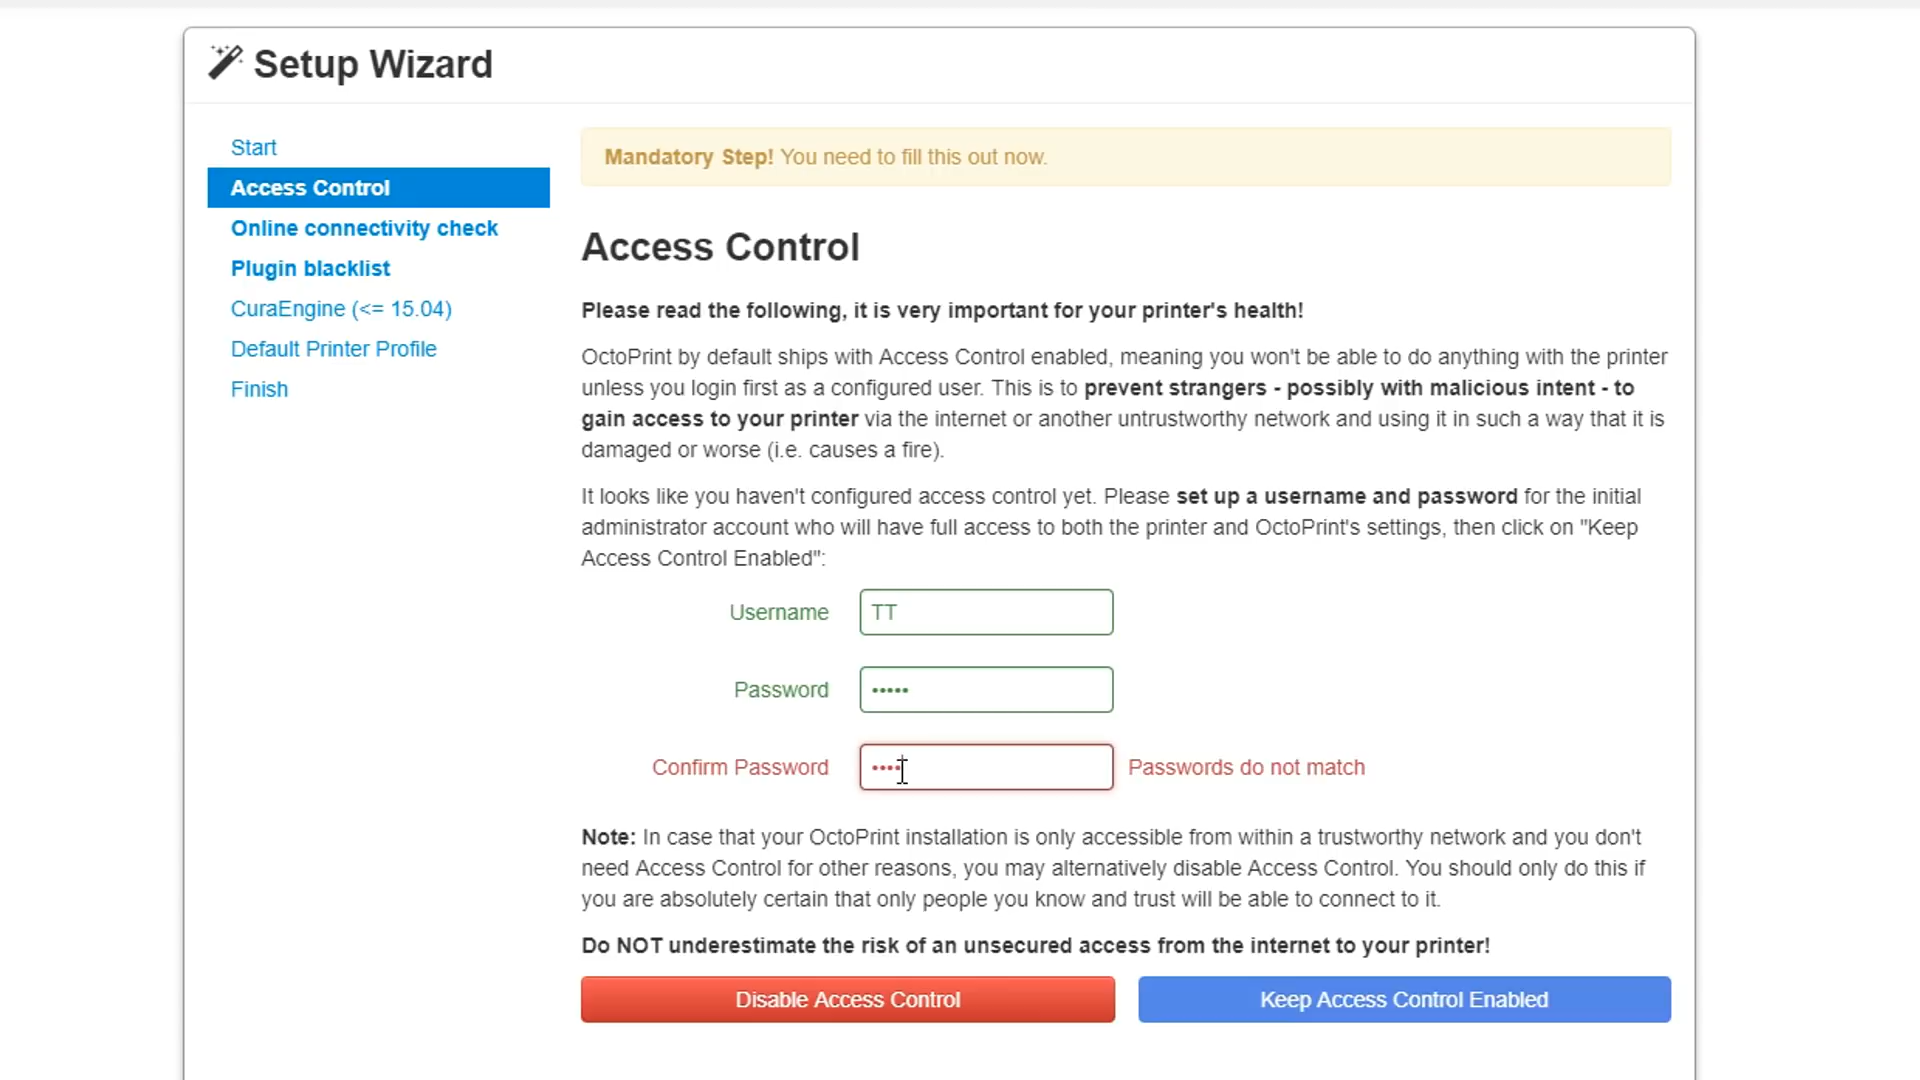 Setup Wizard
Start
Access Control
Online connectivity check
Plugin blacklist
CuraEngine (<= 15.04)
Default Printer Profile
Finish
Mandatory Step! You need to fill this out now.
Access Control
Please read the following, it is very important for your printer's health!
OctoPrint by default ships with Access Control enabled, meaning you won't be able to do anything with the printer
unless you login first as a configured user. This is to prevent strangers - possibly with malicious intent - to
gain access to your printer via the internet or another untrustworthy network and using it in such a way that it is
damaged or worse (i.e. causes a fire).
It looks like you haven't configured access control yet. Please set up a username and password for the initial
administrator account who will have full access to both the printer and OctoPrint's settings, then click on "Keep
Access Control Enabled":
Username TT
Password •••••
Confirm Password •••• Passwords do not match
Note: In case that your OctoPrint installation is only accessible from within a trustworthy network and you don't
need Access Control for other reasons, you may alternatively disable Access Control. You should only do this if
you are absolutely certain that only people you know and trust will be able to connect to it.
Do NOT underestimate the risk of an unsecured access from the internet to your printer!
Disable Access Control Keep Access Control Enabled